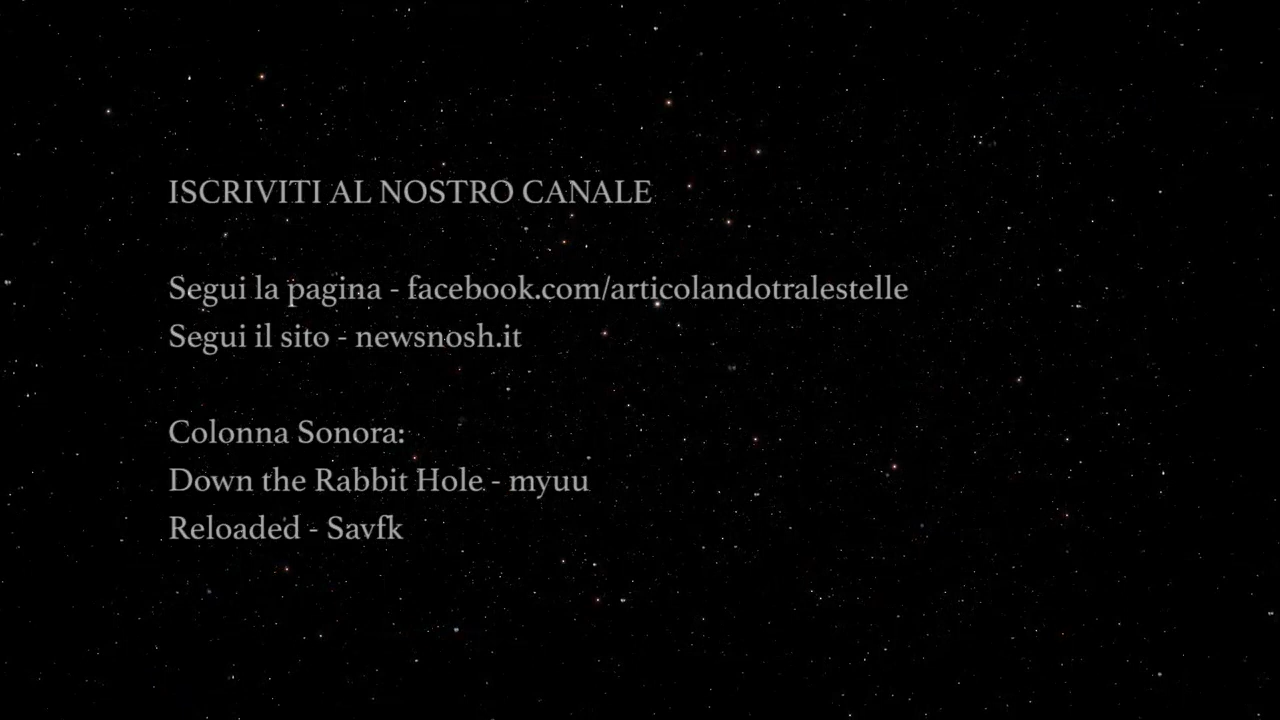 ISCRIVITI AL NOSTRO CANALE
Segui la pagina - facebook.com/articolandotralestelle
Segui il sito - newsnosh.it
Colonna Sonora:
Down the Rabbit Hole - myuu
Reloaded - Savfk